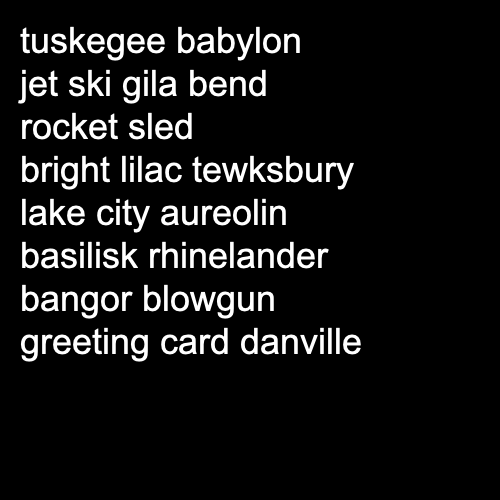 tuskegee babylon
jet ski gila bend
rocket sled
bright lilac tewksbury
lake city aureolin
basilisk rhinelander
bangor blowgun
greeting card danville